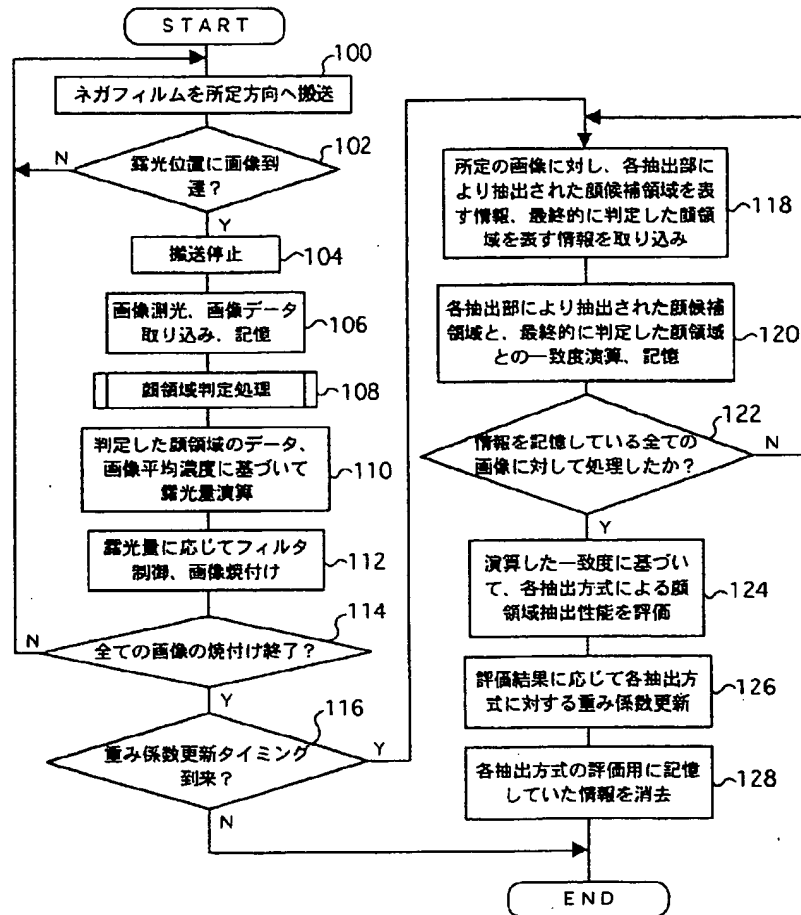 START
100
ネガフィルムを所定方向へ搬送
N
102
露光位置に画像到
達?
Y
搬送停止
104
画像測光、画像データ
取り込み、記憶
106
顔領域判定処理
108
判定した顔領域のデータ、
画像平均濃度に基づいて
露光量演算
110
露光量に応じてフィルタ
制御、画像焼付け
112
114
N
全ての画像の焼付け終了?
Y
116
重み係数更新タイミング
到来?
Y
N
所定の画像に対し、各抽出部
により抽出された顔候補領域を表
す情報、最終的に判定した顔領
域を表す情報を取り込み
118
各抽出部により抽出された顔候補
領域と、最終的に判定した顔領域
との一致度演算、記憶
120
122
情報を記憶している全ての
画像に対して処理したか?
N
Y
演算した一致度に基づい
て、各抽出方式による顔
領域抽出性能を評価
124
評価結果に応じて各抽出方
式に対する重み係数更新
126
各抽出方式の評価用に記憶
していた情報を消去
128
END